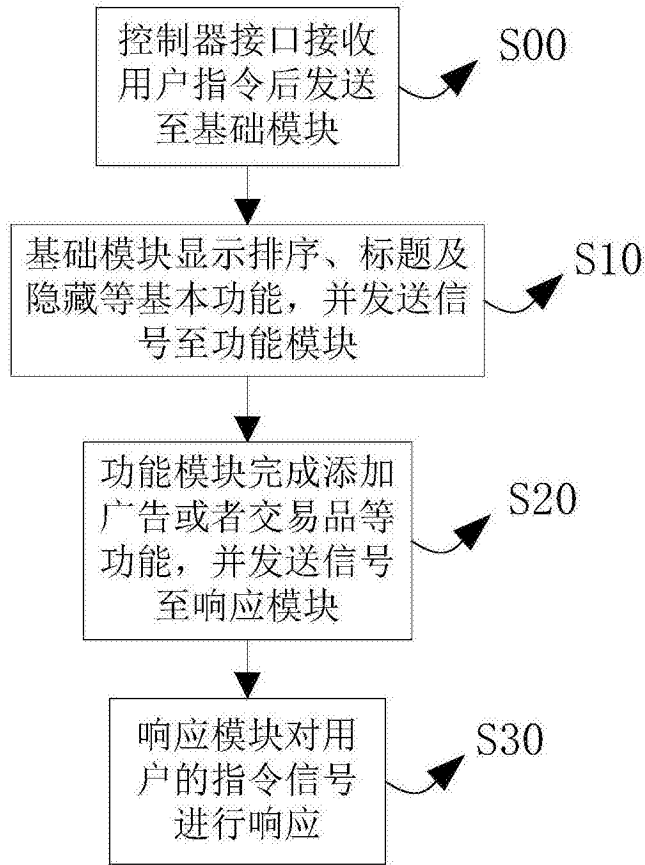 控制器接口接收
用户指令后发送
至基础模块
S00
基础模块显示排序、标题及
隐藏等基本功能，并发送信
号至功能模块
S10
功能模块完成添加
广告或者交易品等
功能，并发送信号
至响应模块
S20
响应模块对用
户的指令信号
进行响应
S30